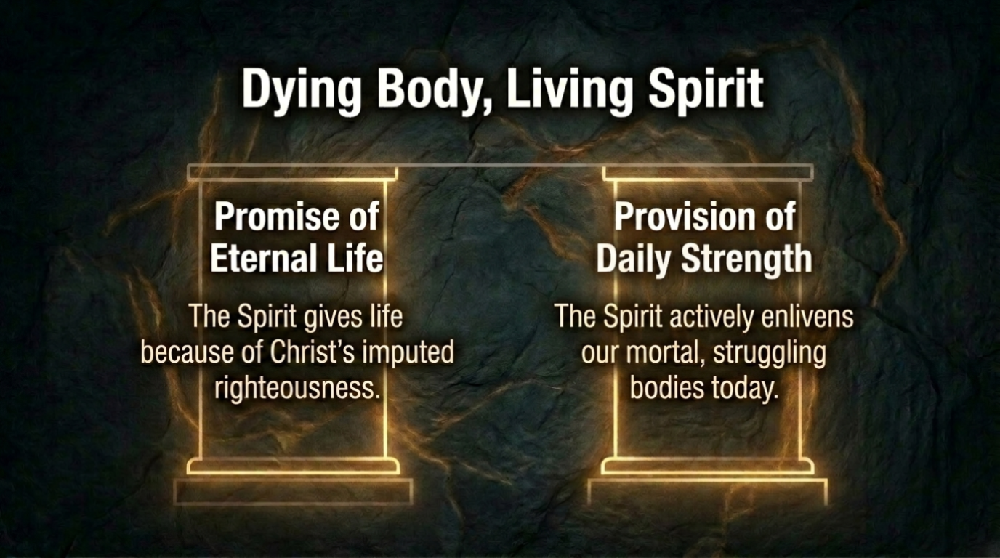 Dying Body, Living Spirit
Promise of
Eternal Life
The Spirit gives life
because of Christ's imputed
righteousness.
Provision of
Daily Strength
The Spirit actively enlivens
our mortal, struggling
bodies today.